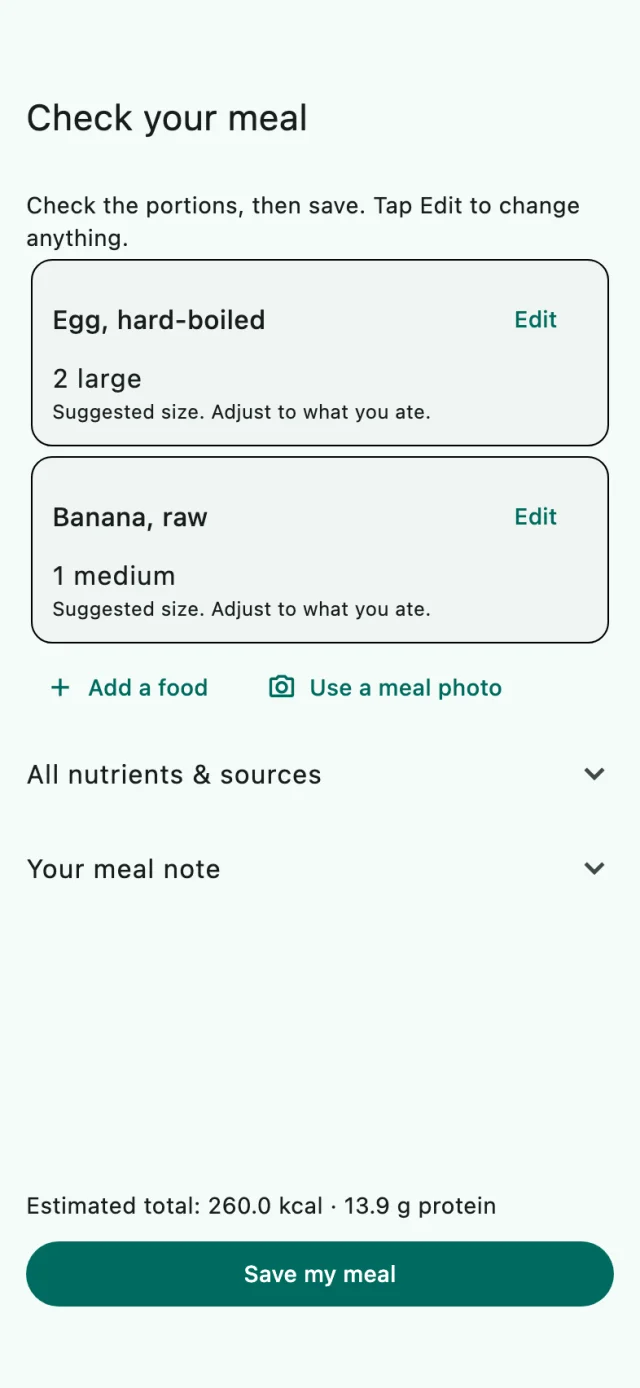 Check your meal
Check the portions, then save. Tap Edit to change
anything.
Egg, hard-boiled
Edit
2 large
Suggested size. Adjust to what you ate.
Banana, raw
Edit
1 medium
Suggested size. Adjust to what you ate.
+ Add a food
Use a meal photo
All nutrients & sources
Your meal note
Estimated total: 260.0 kcal · 13.9 g protein
Save my meal